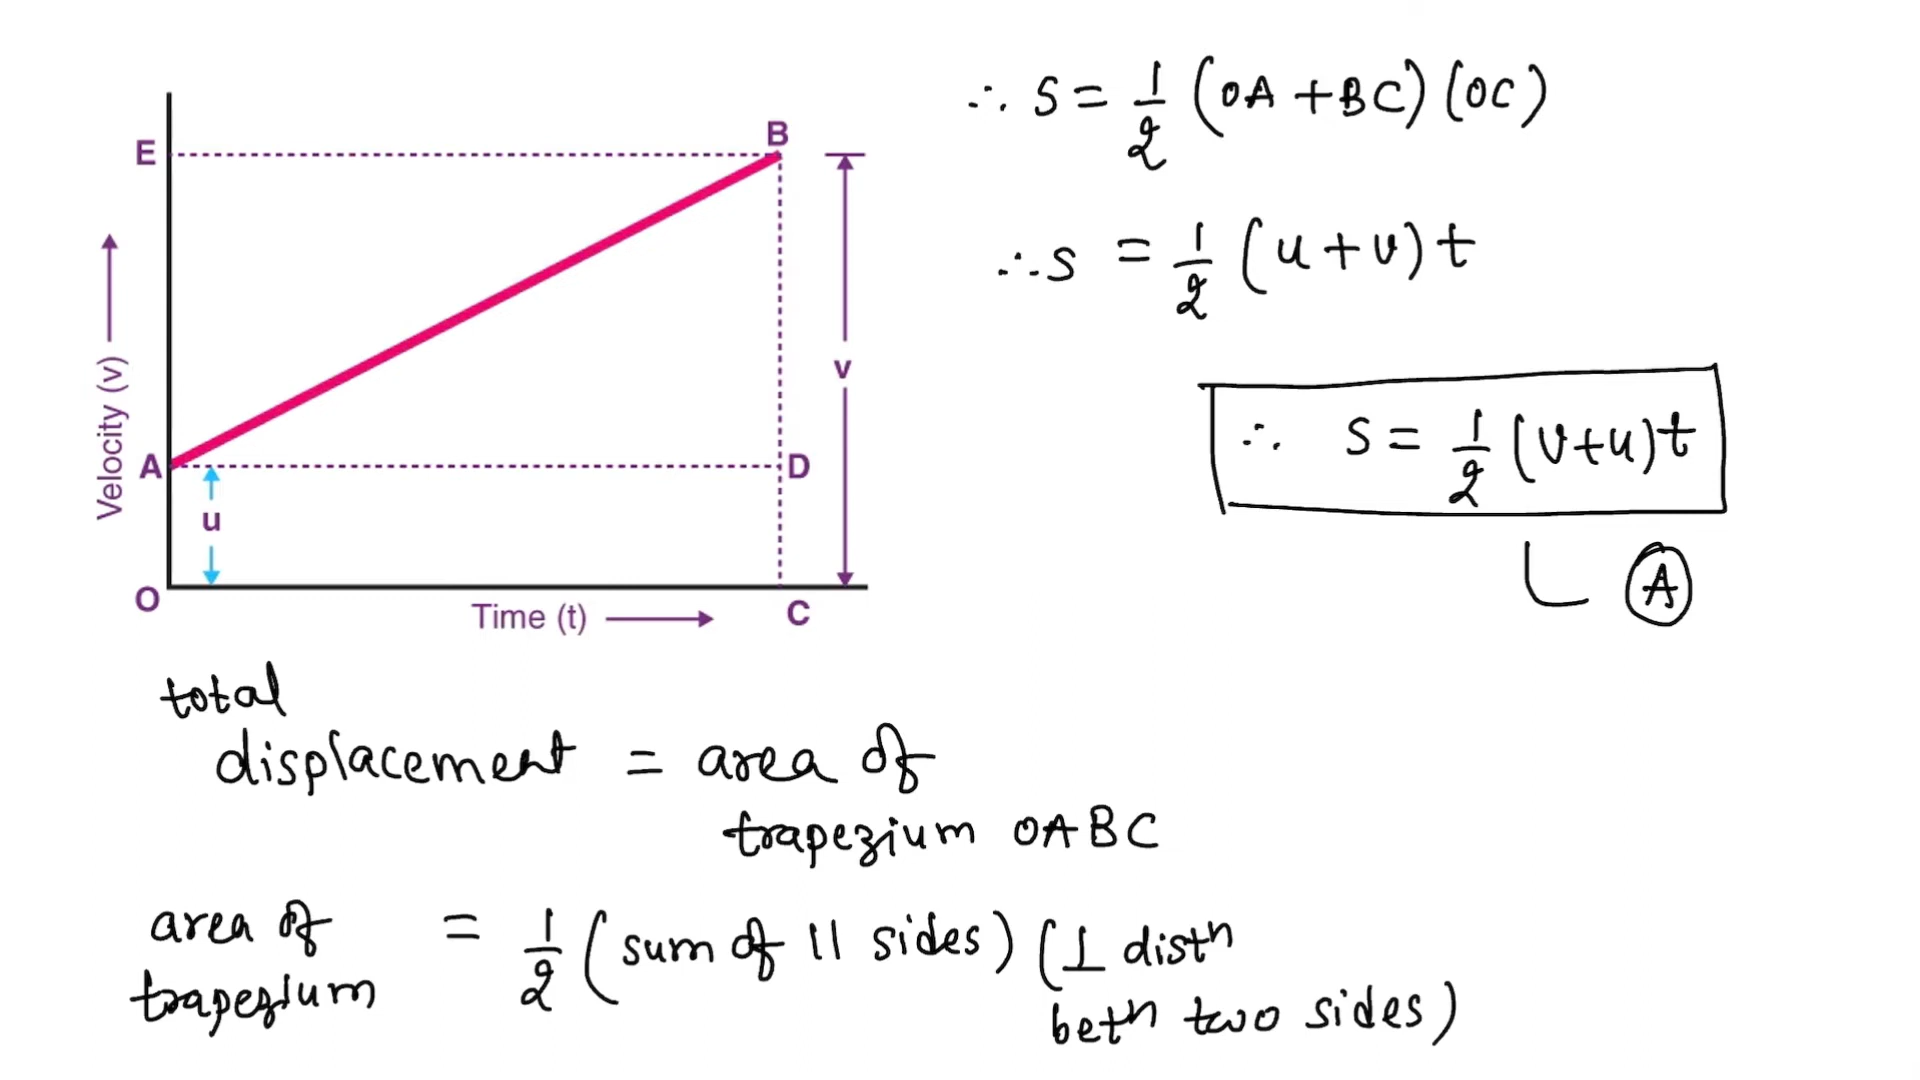 E
B
v
Velocity (v)
A
D
u
O
Time (t)
C
∴ S = 1/2 (OA + BC) (OC)
∴ s = 1/2 (u + v) t
∴ S = 1/2 (v+u)t
A
total
displacement = area of
trapezium OABC
area of trapezium = 1/2 (sum of || sides) (⊥ distn
betn two sides)